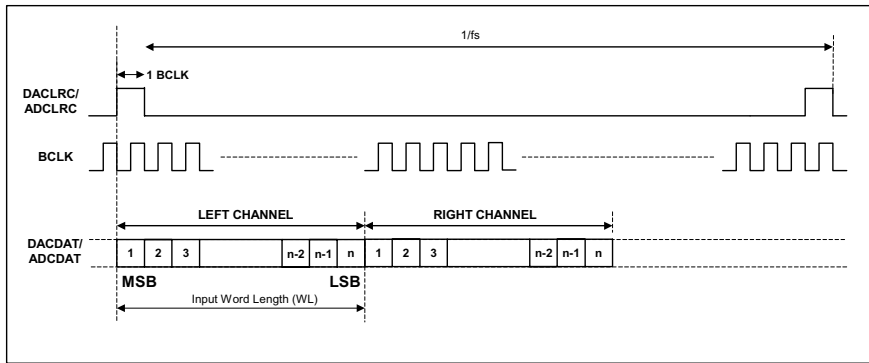 1/fs
1 BCLK
DACLRC/
ADCLRC
BCLK
LEFT CHANNEL
RIGHT CHANNEL
DACDAT/
ADCDAT
1 2 3 n-2 n-1 n 1 2 3 n-2 n-1 n
MSB LSB
Input Word Length (WL)